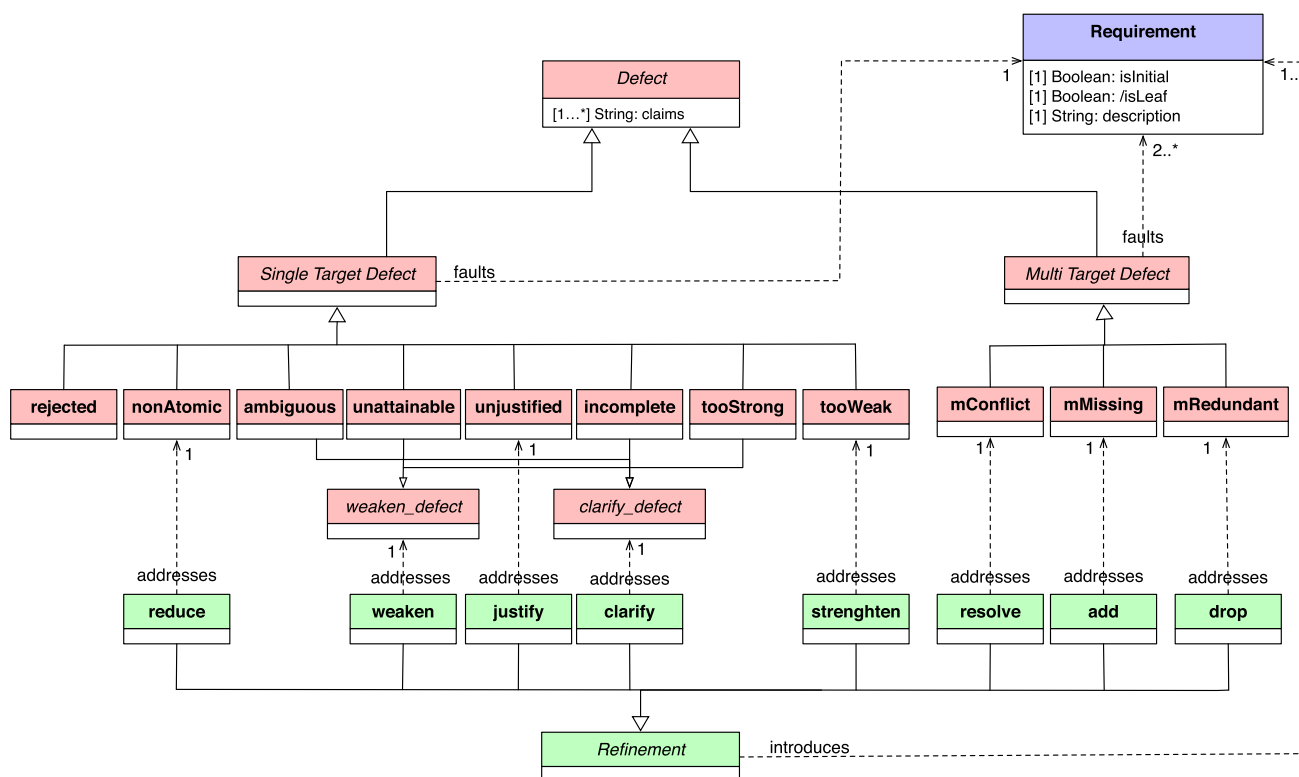 Requirement
[1] Boolean: isInitial
[1] Boolean: /isLeaf
[1] String: description
1
1..
2..*
Defect
[1...*] String: claims
faults
Single Target Defect
faults
Multi Target Defect
rejected
nonAtomic
ambiguous
unattainable
unjustified
incomplete
tooStrong
tooWeak
mConflict
mMissing
mRedundant
1
1
1
1
1
1
weaken_defect
clarify_defect
1
1
addresses
addresses
addresses
addresses
addresses
addresses
addresses
addresses
reduce
weaken
justify
clarify
strenghten
resolve
add
drop
Refinement
introduces